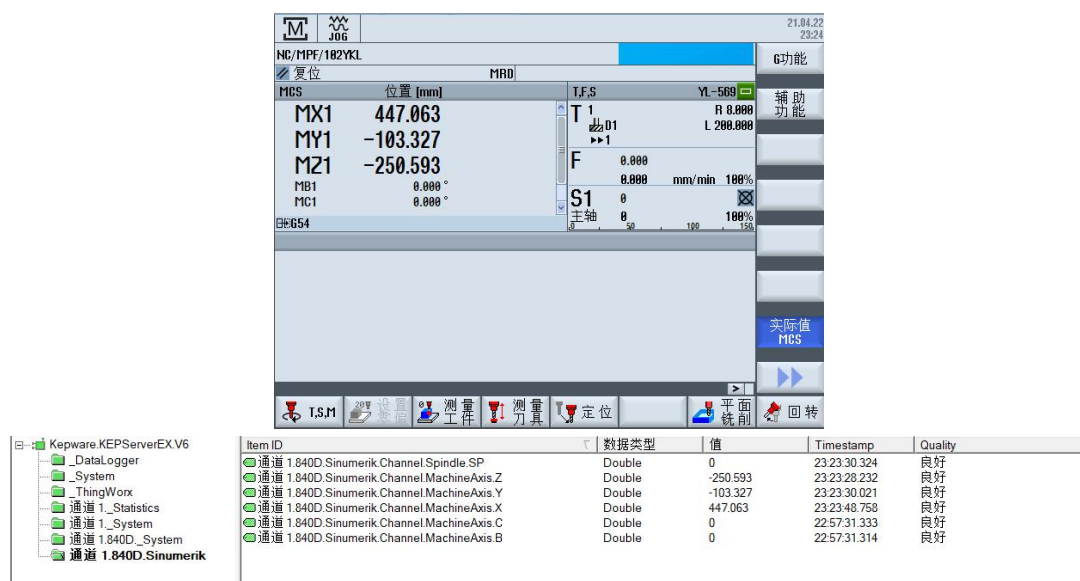 M JOG 21.04.22
23:24
NC/MPF/102YKL
G功能
复位 MRD
MCS 位置 [mm] T,F,S YL-569
辅助
功能
MX1 447.063 T 1 R 8.000
D1 L 200.000
MY1 -103.327 1
MZ1 -250.593 F 0.000
0.000 mm/min 100%
MB1 0.000 °
MC1 0.000 ° S1 0
主轴 0 100%
G54 0 50 100 150
实际值
MCS
T,S,M 设置零偏 测量工件 测量刀具 定位 平面铣削 回转
Kepware.KEPServerEX.V6
_DataLogger
_System
_ThingWorx
通道 1._Statistics
通道 1._System
通道 1.840D._System
通道 1.840D.Sinumerik
Item ID 数据类型 值 Timestamp Quality
通道 1.840D.Sinumerik.Channel.Spindle.SP Double 0 23:23:30.324 良好
通道 1.840D.Sinumerik.Channel.MachineAxis.Z Double -250.593 23:23:28.232 良好
通道 1.840D.Sinumerik.Channel.MachineAxis.Y Double -103.327 23:23:30.021 良好
通道 1.840D.Sinumerik.Channel.MachineAxis.X Double 447.063 23:23:48.758 良好
通道 1.840D.Sinumerik.Channel.MachineAxis.C Double 0 22:57:31.333 良好
通道 1.840D.Sinumerik.Channel.MachineAxis.B Double 0 22:57:31.314 良好